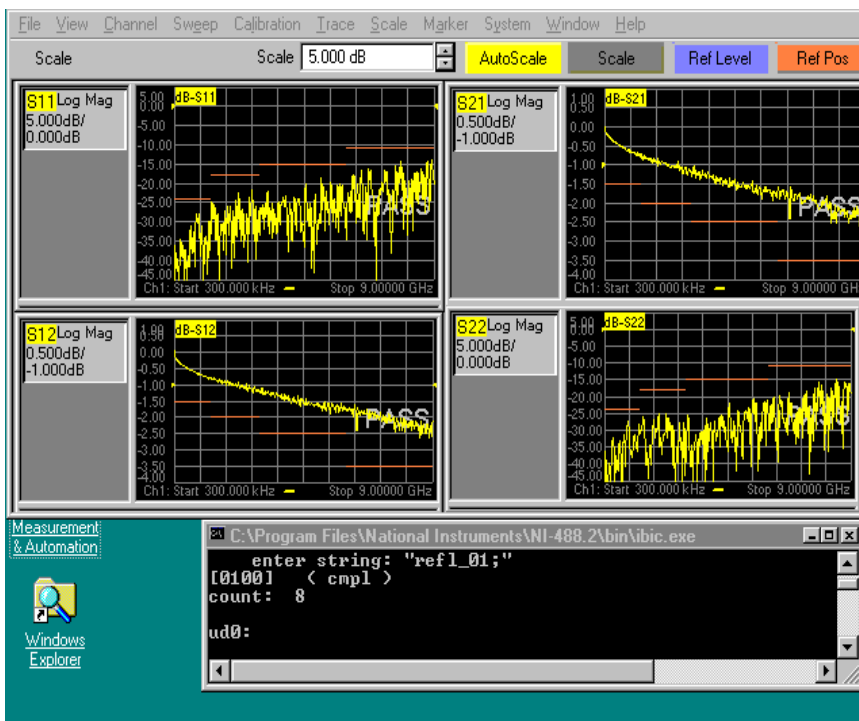 File View Channel Sweep Calibration Trace Scale Marker System Window Help
Scale Scale 5.000 dB AutoScale Scale Ref Level Ref Pos
S11 Log Mag
5.000dB/
0.000dB
dB-S11
5.00
0.00
-5.00
-10.00
-15.00
-20.00
-25.00
-30.00
-35.00
-40.00
-45.00
PASS
Ch1: Start 300.000 kHz Stop 9.00000 GHz
S21 Log Mag
0.500dB/
-1.000dB
dB-S21
1.00
0.50
0.00
-0.50
-1.00
-1.50
-2.00
-2.50
-3.00
-3.50
-4.00
PASS
Ch1: Start 300.000 kHz Stop 9.00000 GHz
S12 Log Mag
0.500dB/
-1.000dB
dB-S12
0.00
-0.50
-1.00
-1.50
-2.00
-2.50
-3.00
-3.50
-4.00
PASS
Ch1: Start 300.000 kHz Stop 9.00000 GHz
S22 Log Mag
5.000dB/
0.000dB
dB-S22
-5.00
-10.00
-15.00
-20.00
-25.00
-30.00
-35.00
-40.00
-45.00
PASS
Ch1: Start 300.000 kHz Stop 9.00000 GHz
Measurement
& Automation
Windows
Explorer
C:\Program Files\National Instruments\NI-488.2\bin\ibic.exe
enter string: "refl_01;"
[0100] ( cmpl )
count: 8
ud0: